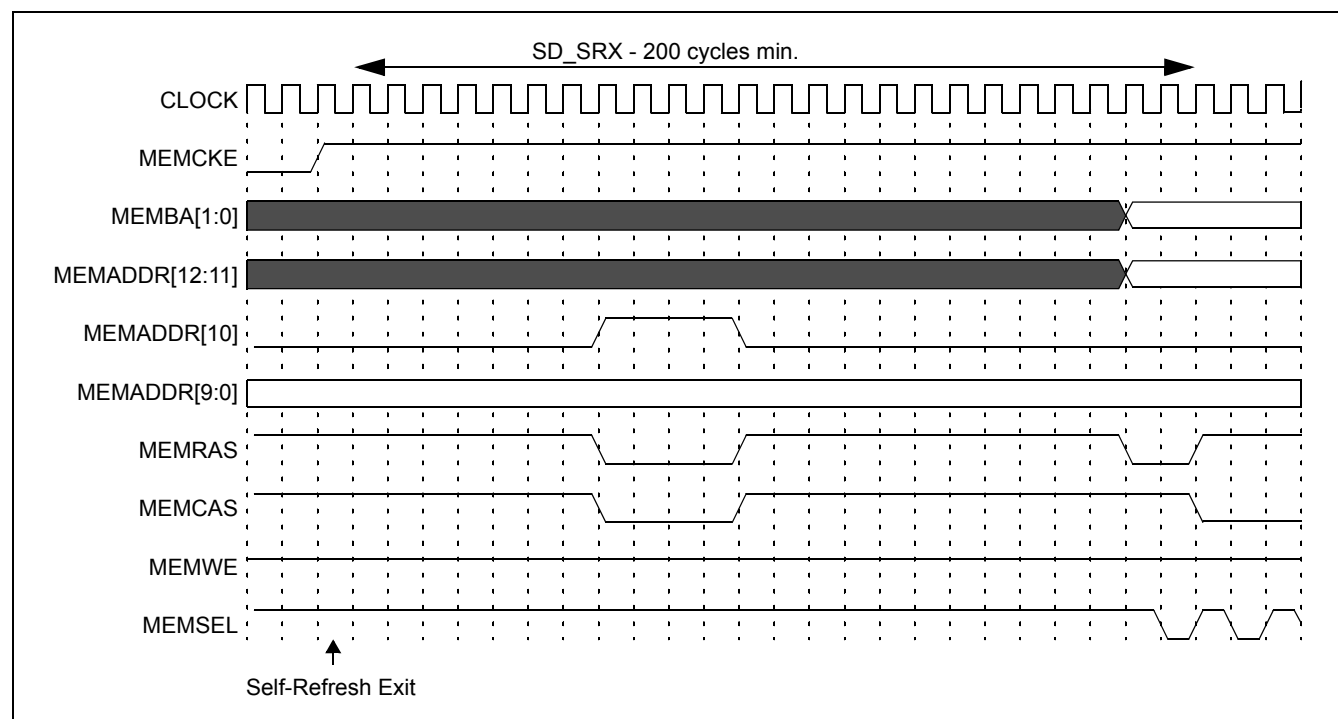 SD_SRX - 200 cycles min.
CLOCK
MEMCKE
MEMBA[1:0]
MEMADDR[12:11]
MEMADDR[10]
MEMADDR[9:0]
MEMRAS
MEMCAS
MEMWE
MEMSEL
Self-Refresh Exit